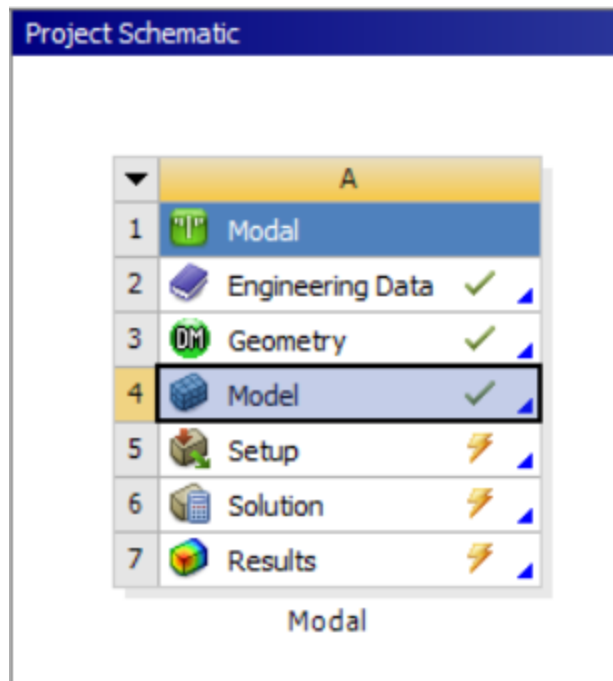 Project Schematic
A
1 Modal
2 Engineering Data
3 DM Geometry
4 Model
5 Setup
6 Solution
7 Results
Modal